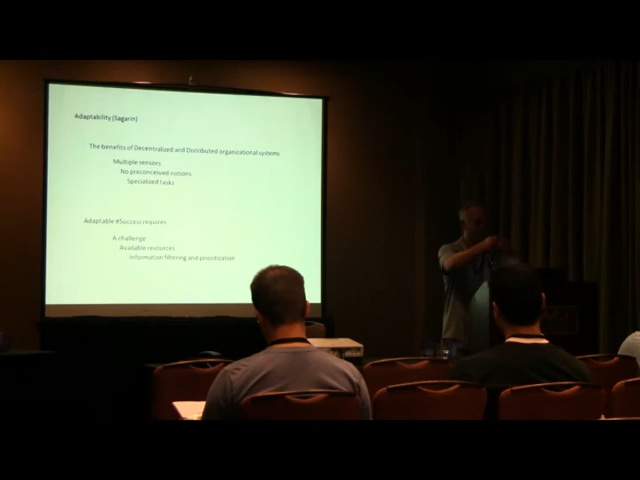 Adaptability (Sagarin)
The benefits of Decentralized and Distributed organizational systems
Multiple sensors
No preconceived notions
Specialized tasks
Adaptable #Success requires
A challenge
Available resources
Information filtering and prioritization